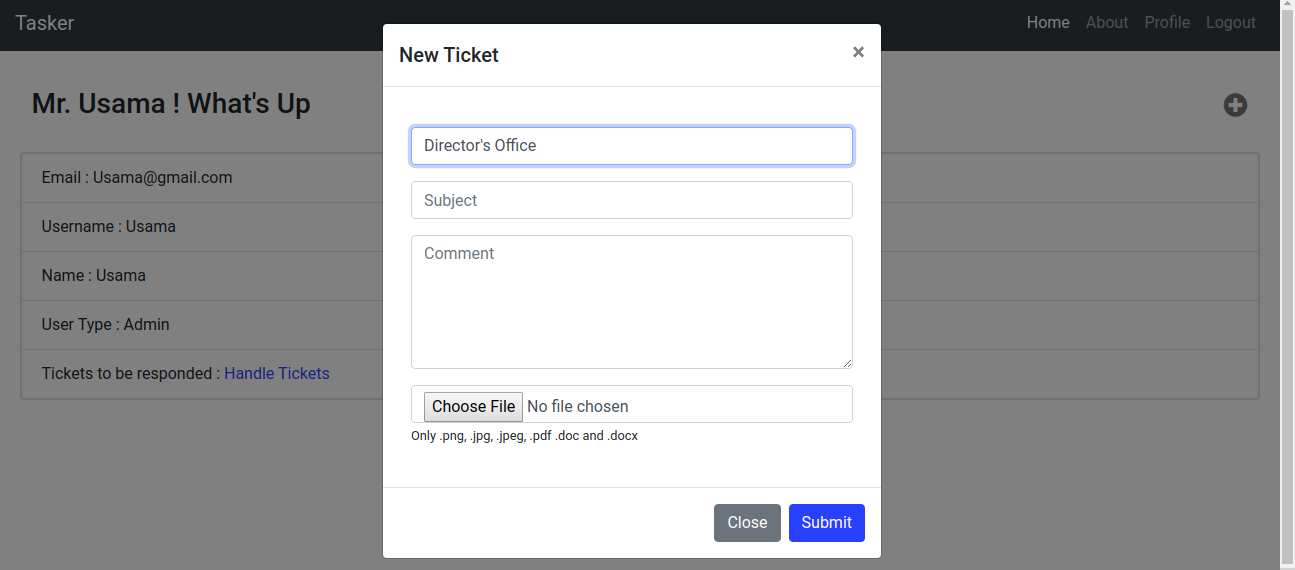 Tasker
Home About Profile Logout
New Ticket
×
Mr. Usama ! What's Up
Director's Office
Email : Usama@gmail.com
Subject
Username : Usama
Comment
Name : Usama
User Type : Admin
Tickets to be responded : Handle Tickets
Choose File No file chosen
Only .png, .jpg, .jpeg, .pdf .doc and .docx
Close Submit